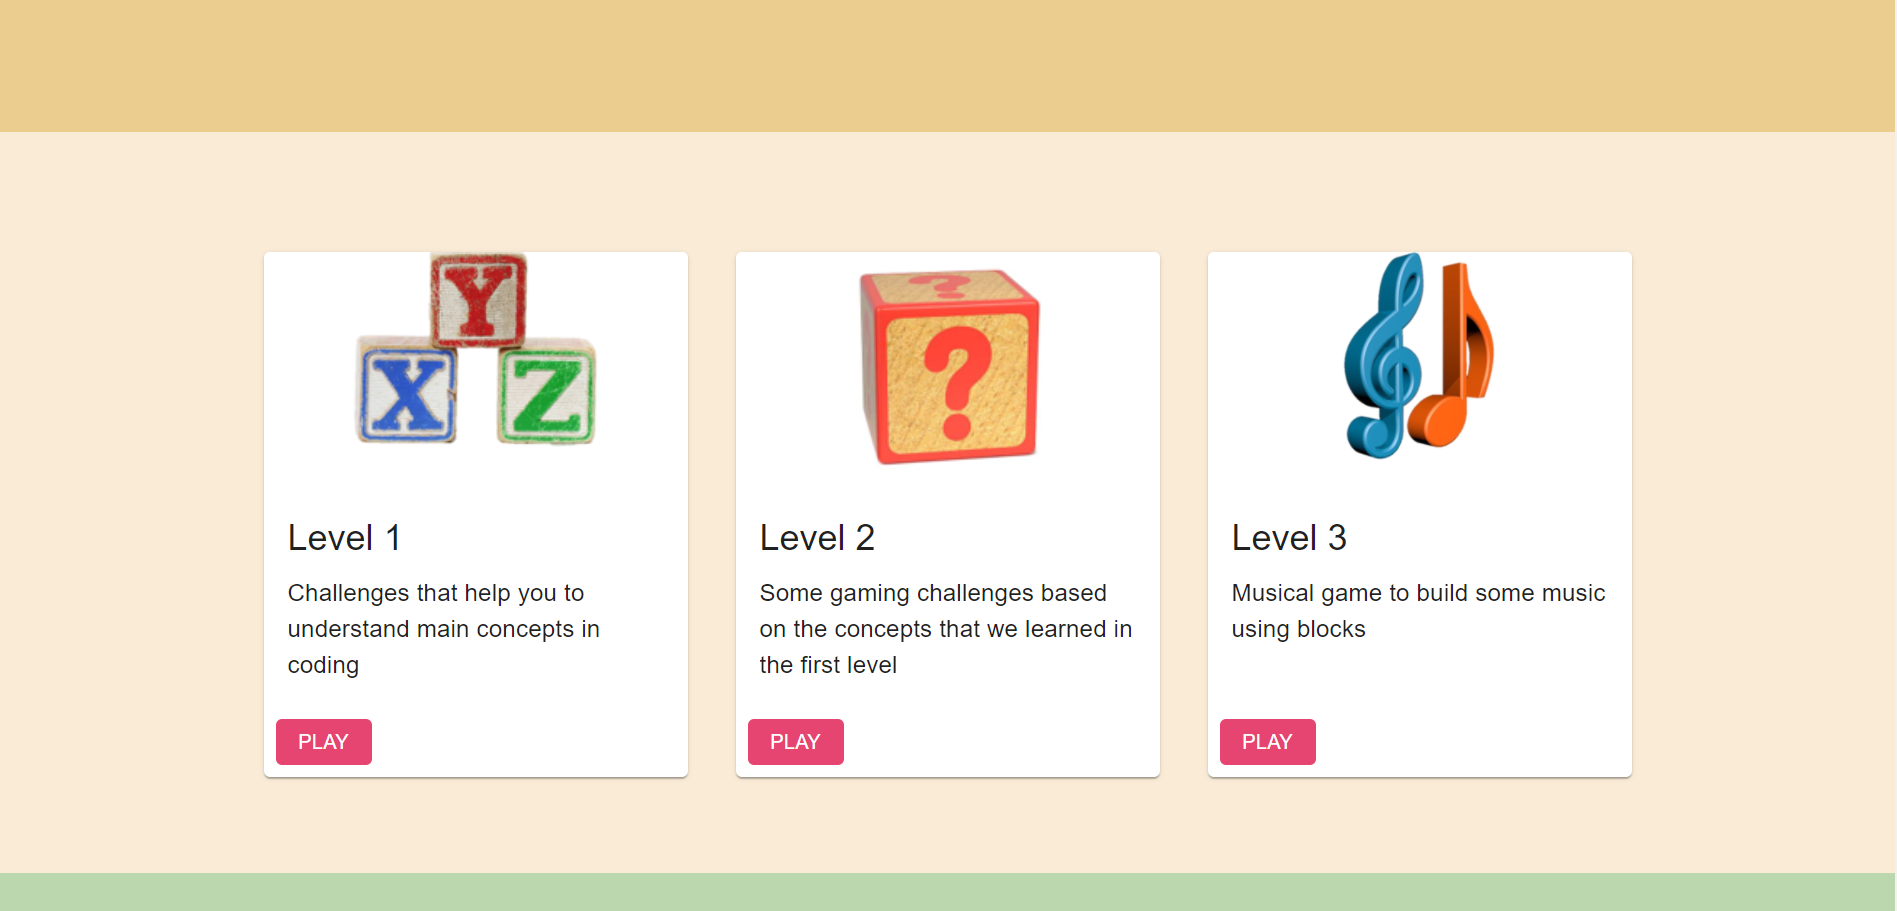 Y
X
Z
?
?
Level 1
Challenges that help you to
understand main concepts in
coding
PLAY
Level 2
Some gaming challenges based
on the concepts that we learned in
the first level
PLAY
Level 3
Musical game to build some music
using blocks
PLAY